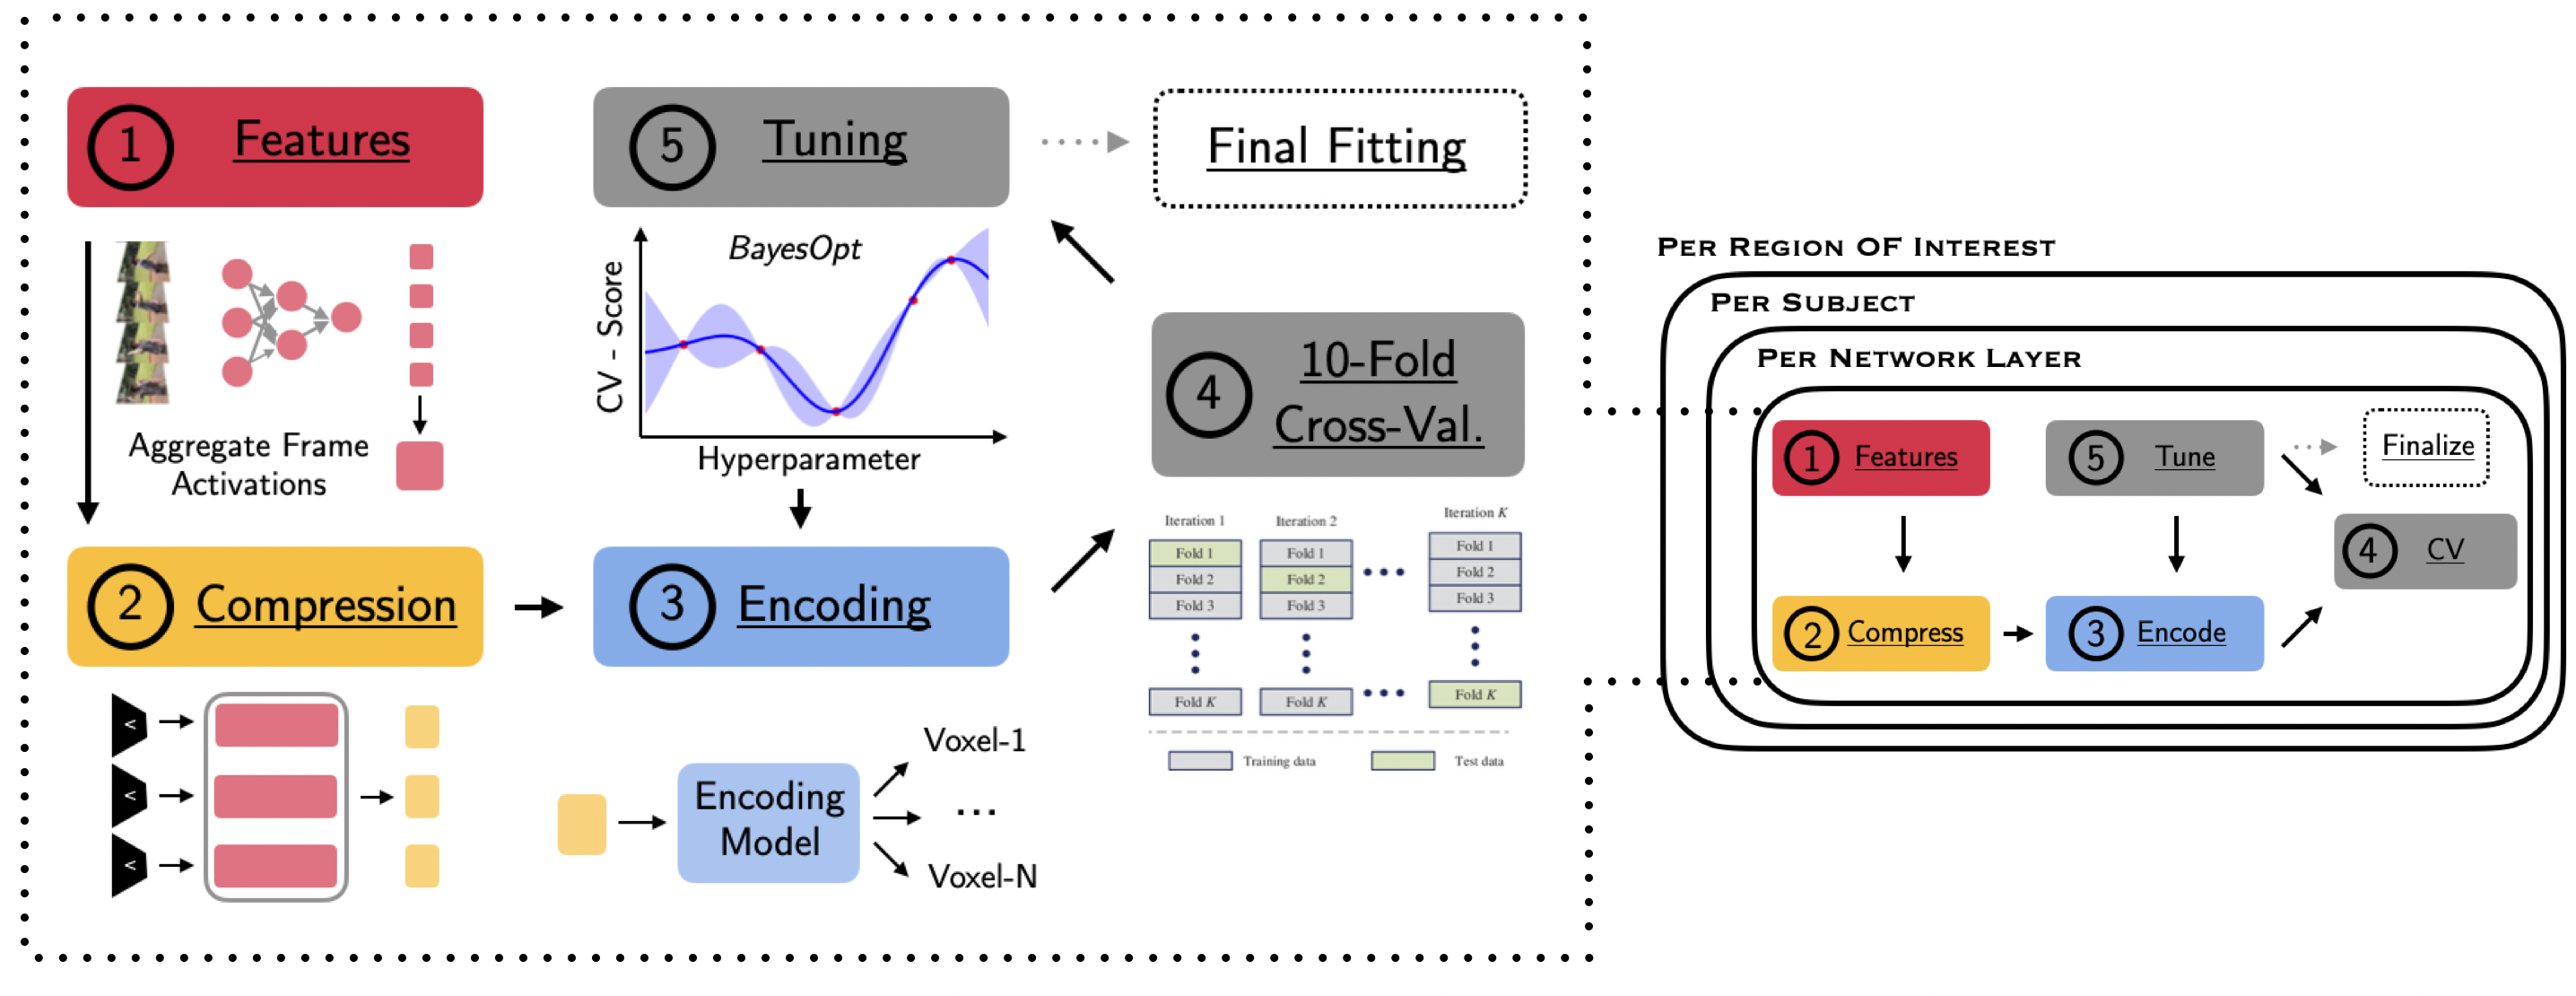 1 Features
Aggregate Frame
Activations
2 Compression
<
<
<
5 Tuning
BayesOpt
CV - Score
Hyperparameter
3 Encoding
Encoding
Model
Voxel-1
...
Voxel-N
Final Fitting
4 10-Fold
Cross-Val.
Iteration 1 Iteration 2 Iteration K
Fold 1 Fold 1 Fold 1
Fold 2 Fold 2 Fold 2
Fold 3 Fold 3 Fold 3
Fold K Fold K Fold K
Training data Test data
PER REGION OF INTEREST
PER SUBJECT
PER NETWORK LAYER
1 Features
5 Tune
Finalize
4 CV
2 Compress
3 Encode